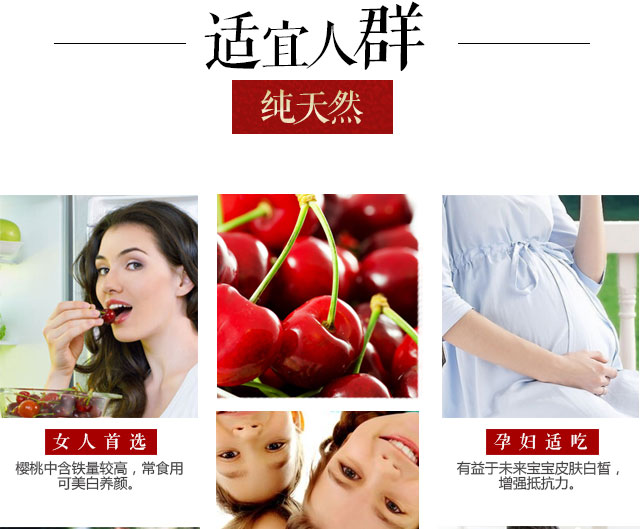 适宜人群
纯天然
女人首选
樱桃中含铁量较高，常食用
可美白养颜。
孕妇适吃
有益于未来宝宝皮肤白皙，
增强抵抗力。